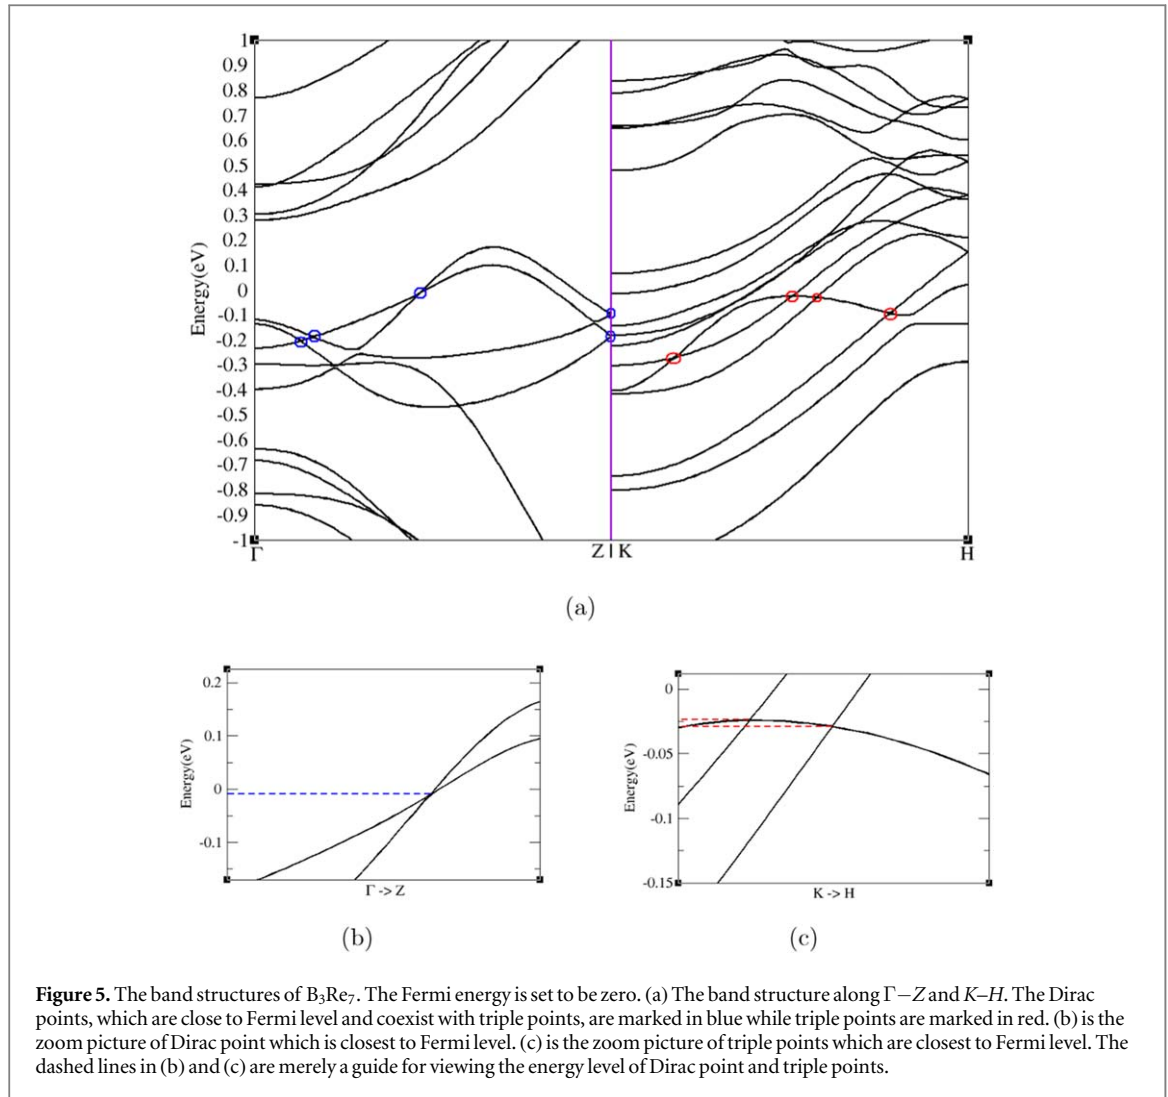 1
0.9
0.8
0.7
0.6
0.5
0.4
0.3
0.2
0.1
0
-0.1
-0.2
-0.3
-0.4
-0.5
-0.6
-0.7
-0.8
-0.9
-1
Energy(eV)
Γ Z | K H
(a)
0.2
0.1
0
-0.1
Energy(eV)
Γ -> Z
(b)
0
-0.05
-0.1
-0.15
Energy(eV)
K -> H
(c)
Figure 5. The band structures of B₃Re₇. The Fermi energy is set to be zero. (a) The band structure along Γ−Z and K–H. The Dirac
points, which are close to Fermi level and coexist with triple points, are marked in blue while triple points are marked in red. (b) is the
zoom picture of Dirac point which is closest to Fermi level. (c) is the zoom picture of triple points which are closest to Fermi level. The
dashed lines in (b) and (c) are merely a guide for viewing the energy level of Dirac point and triple points.